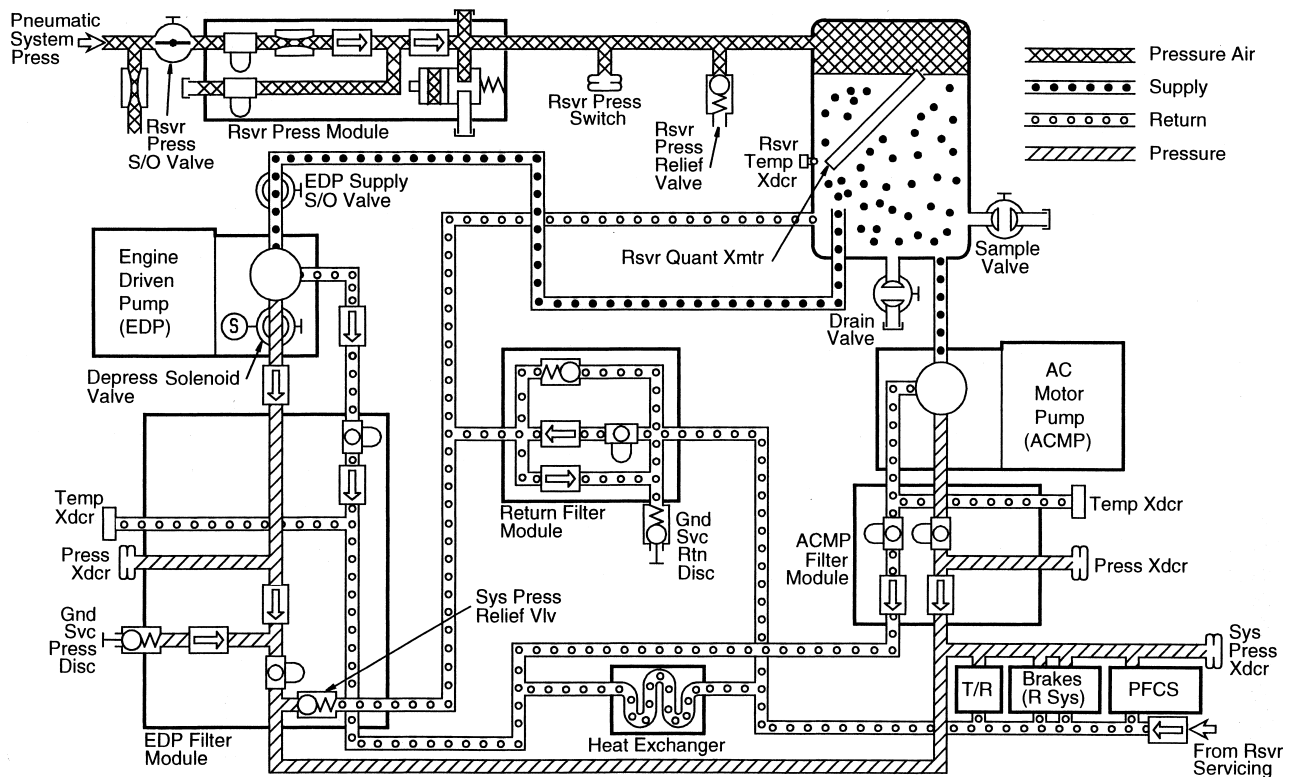 Pneumatic
System
Press
Rsvr
Press
S/O Valve
Rsvr Press Module
Rsvr Press
Switch
Rsvr
Press
Relief
Valve
Rsvr
Temp
Xdcr
Pressure Air
Supply
Return
Pressure
EDP Supply
S/O Valve
Rsvr Quant Xmtr
Sample
Valve
Drain
Valve
Engine
Driven
Pump
(EDP)
S
Depress Solenoid
Valve
AC
Motor
Pump
(ACMP)
Temp
Xdcr
Press
Xdcr
Gnd
Svc
Press
Disc
Return Filter
Module
Gnd
Svc
Rtn
Disc
ACMP
Filter
Module
Temp Xdcr
Press Xdcr
Sys Press
Relief Vlv
Sys
Press
Xdcr
T/R
Brakes
(R Sys)
PFCS
EDP Filter
Module
Heat Exchanger
From Rsvr
Servicing